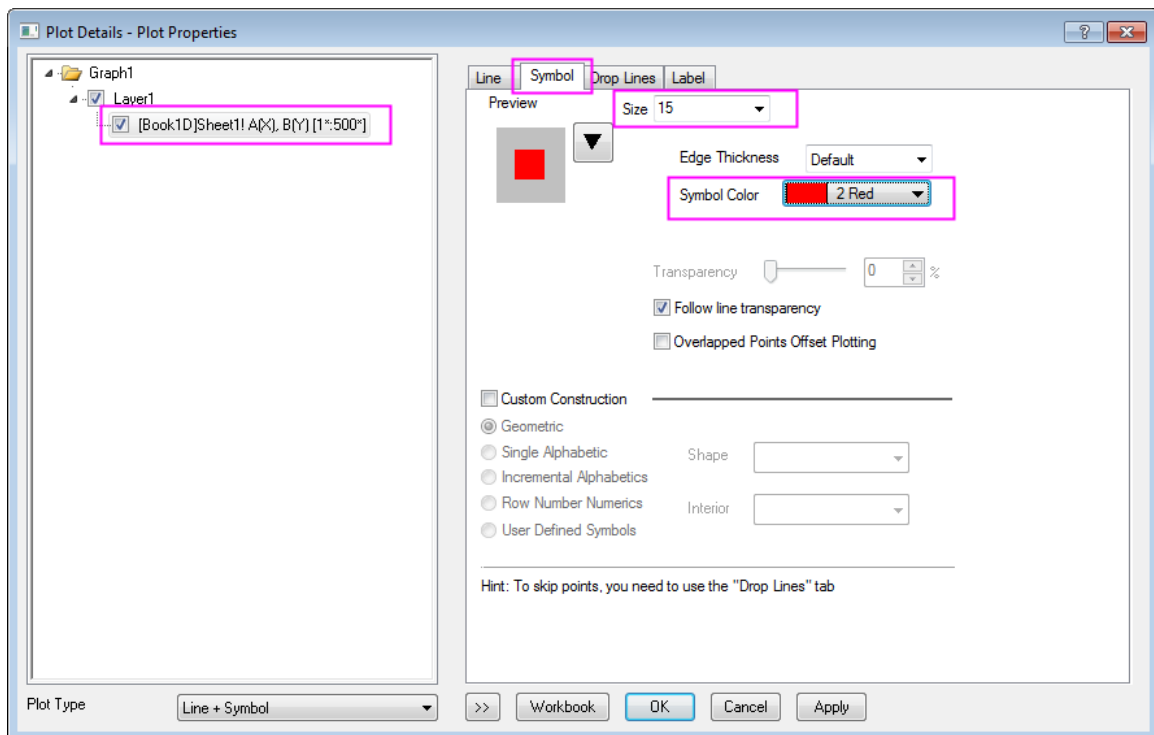 Plot Details - Plot Properties
Graph1
Layer1
[Book1D]Sheet1! A(X), B(Y) [1*:500*]
Line Symbol Drop Lines Label
Preview
Size 15
Edge Thickness Default
Symbol Color 2 Red
Transparency 0 %
Follow line transparency
Overlapped Points Offset Plotting
Custom Construction
Geometric
Single Alphabetic
Shape
Incremental Alphabetics
Row Number Numerics
Interior
User Defined Symbols
Hint: To skip points, you need to use the "Drop Lines" tab
Plot Type Line + Symbol >> Workbook OK Cancel Apply